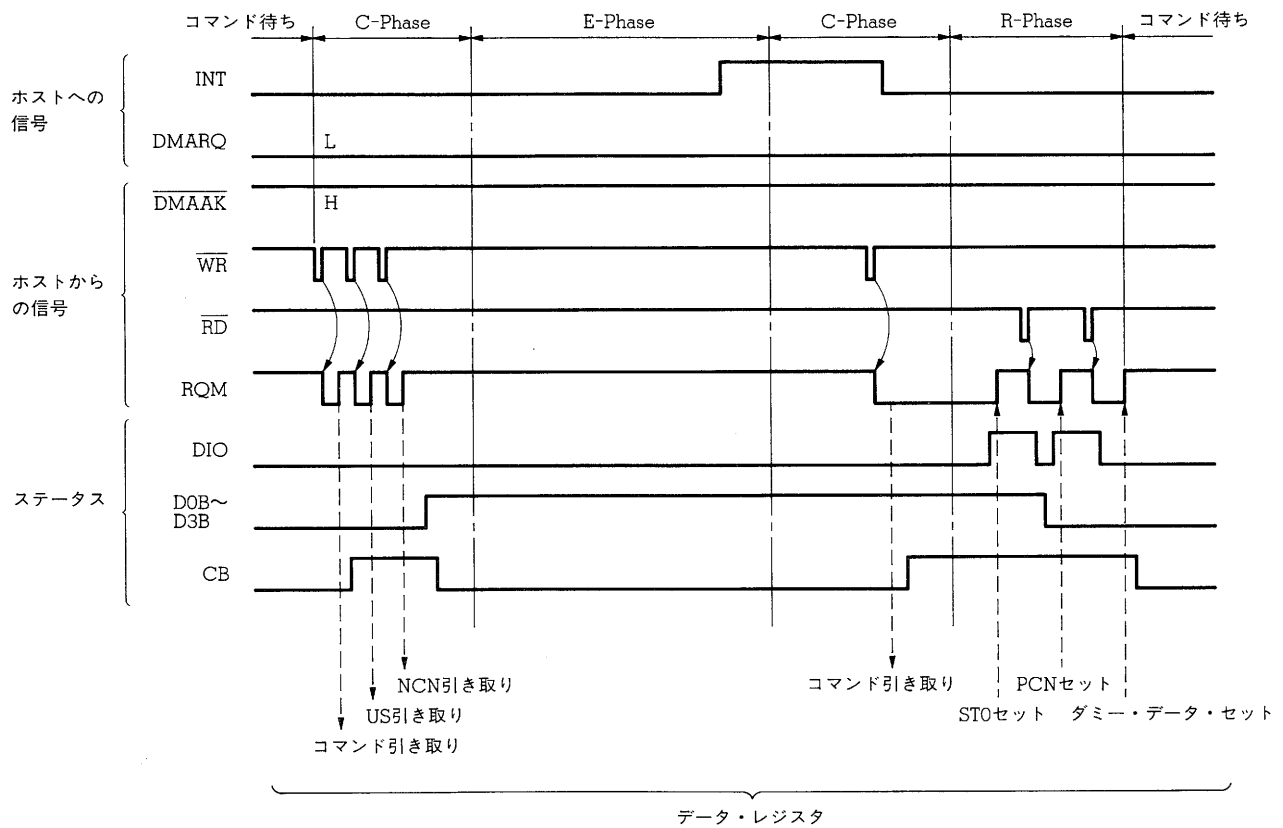 コマンド待ち C-Phase E-Phase C-Phase R-Phase コマンド待ち
ホストへの
信号
INT
DMARQ L
ホストから
の信号
DMAAK H
WR
RD
RQM
ステータス
DIO
D0B～
D3B
CB
NCN引き取り
US引き取り
コマンド引き取り
コマンド引き取り
PCNセット
ST0セット ダミー・データ・セット
データ・レジスタ